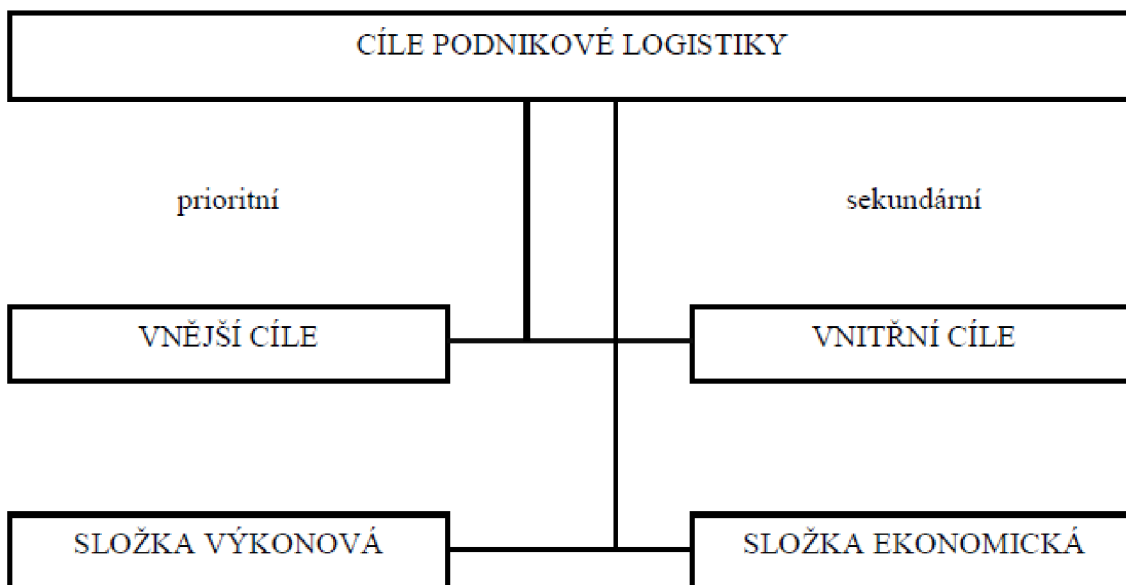 CÍLE PODNIKOVÉ LOGISTIKY
prioritní
sekundární
VNĚJŠÍ CÍLE
VNITŘNÍ CÍLE
SLOŽKA VÝKONOVÁ
SLOŽKA EKONOMICKÁ